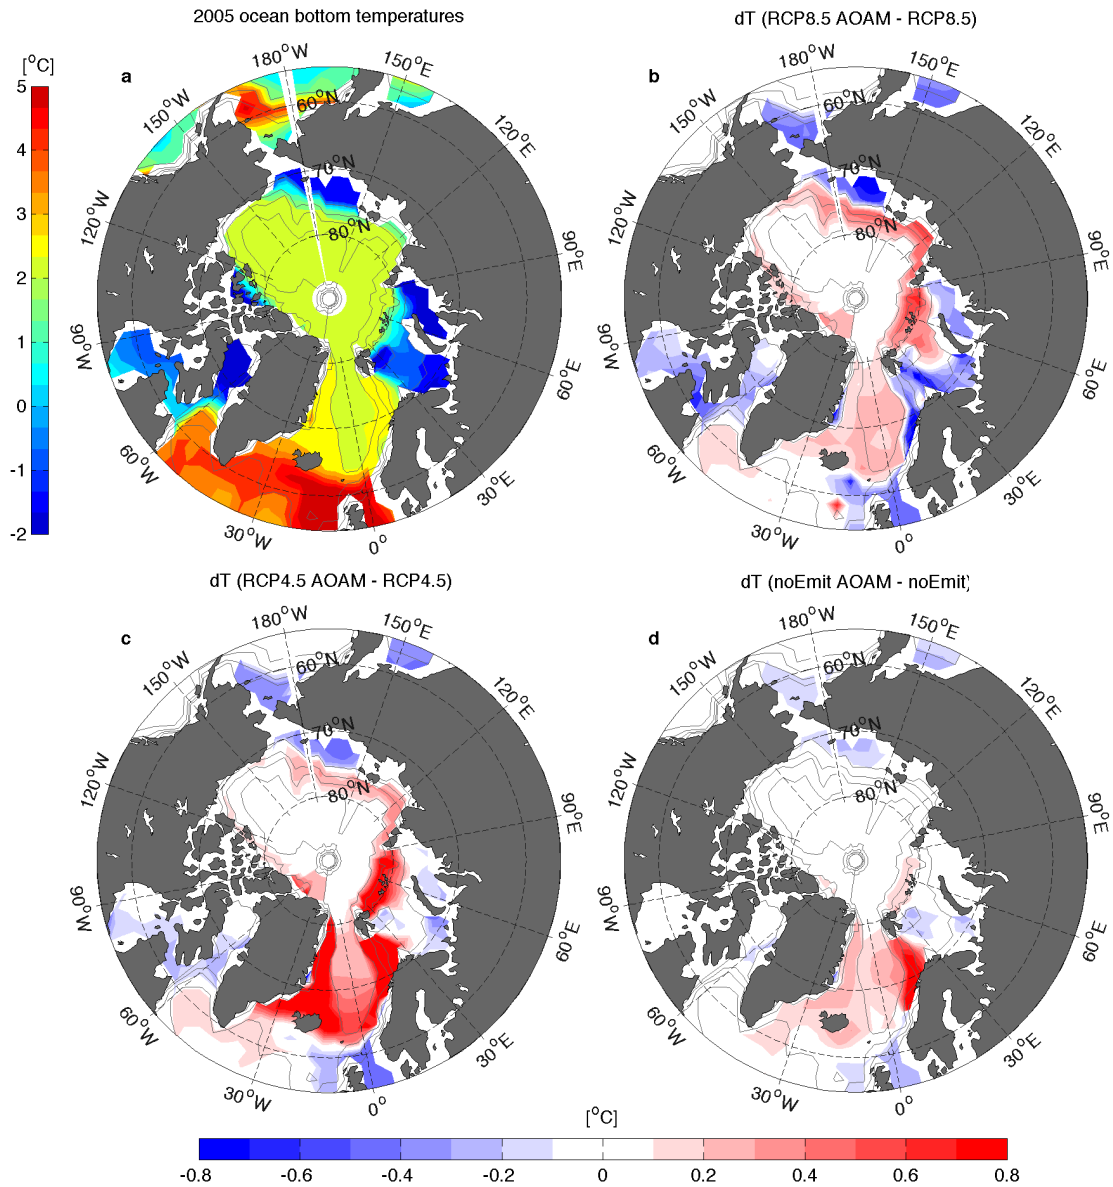 2005 ocean bottom temperatures
dT (RCP8.5 AOAM - RCP8.5)
[°C]
a
b
180°W
150°E
120°E
90°E
60°E
30°E
0°
30°W
60°W
90°W
120°W
150°W
60°N
70°N
80°N
5
4
3
2
1
0
-1
-2
180°W
150°E
120°E
90°E
60°E
30°E
0°
30°W
60°W
90°W
120°W
150°W
60°N
70°N
80°N
dT (RCP4.5 AOAM - RCP4.5)
dT (noEmit AOAM - noEmit)
c
d
180°W
150°E
120°E
90°E
60°E
30°E
0°
30°W
60°W
90°W
120°W
150°W
60°N
70°N
80°N
180°W
150°E
120°E
90°E
60°E
30°E
0°
30°W
60°W
90°W
120°W
150°W
60°N
70°N
80°N
[°C]
-0.8 -0.6 -0.4 -0.2 0 0.2 0.4 0.6 0.8